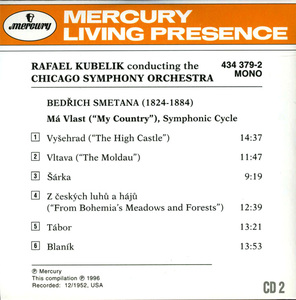 mercury
MERCURY
LIVING PRESENCE
RAFAEL KUBELIK conducting the
CHICAGO SYMPHONY ORCHESTRA
434 379-2
MONO
BEDŘICH SMETANA (1824-1884)
Má Vlast ("My Country"), Symphonic Cycle
1 Vyšehrad ("The High Castle") 14:37
2 Vltava ("The Moldau") 11:47
3 Šárka 9:19
4 Z českých luhů a hájů
("From Bohemia's Meadows and Forests") 12:39
5 Tábor 13:21
6 Blaník 13:53
℗ Mercury
This compilation ℗ 1996
Recorded: 12/1952, USA
CD 2